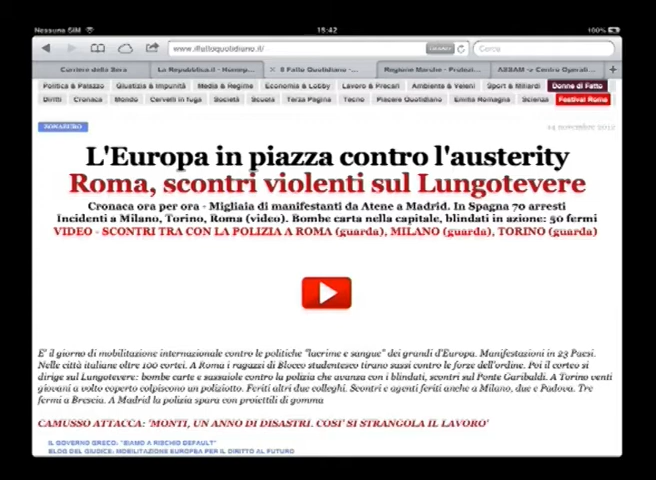 Nessuna SIM
15:42
100%
www.ilfattoquotidiano.it/
Reader
Cerca
Corriere della Sera
La Repubblica.it - Homep...
Il Fatto Quotidiano -...
Regione Marche - Protezi...
ASSAM -> Centro Operati...
Politica & Palazzo Giustizia & Impunità Media & Regime Economia & Lobby Lavoro & Precari Ambiente & Veleni Sport & Miliardi Donne di Fatto
Diritti Cronaca Mondo Cervelli in fuga Società Scuola Terza Pagina Tecno Piacere Quotidiano Emilia Romagna Scienza Festival Roma
14 novembre 2012
L'Europa in piazza contro l'austerity
Roma, scontri violenti sul Lungotevere
Cronaca ora per ora - Migliaia di manifestanti da Atene a Madrid. In Spagna 70 arresti
Incidenti a Milano, Torino, Roma (video). Bombe carta nella capitale, blindati in azione: 50 fermi
VIDEO - SCONTRI TRA CON LA POLIZIA A ROMA (guarda), MILANO (guarda), TORINO (guarda)
E' il giorno di mobilitazione internazionale contro le politiche "lacrime e sangue" dei grandi d'Europa. Manifestazioni in 23 Paesi.
Nelle città italiane oltre 100 cortei. A Roma i ragazzi di Blocco studentesco tirano sassi contro le forze dell'ordine. Poi il corteo si
dirige sul Lungotevere: bombe carta e sassaiole contro la polizia che avanza con i blindati, scontri sul Ponte Garibaldi. A Torino venti
giovani a volto coperto colpiscono un poliziotto. Feriti altri due colleghi. Scontri e agenti feriti anche a Milano, due e Padova. Tre
fermi a Brescia. A Madrid la polizia spara con proiettili di gomma
CAMUSSO ATTACCA: 'MONTI, UN ANNO DI DISASTRI. COSI' SI STRANGOLA IL LAVORO'
IL GOVERNO GRECO: "SIAMO A RISCHIO DEFAULT"
BLOG DEL GIUDICE: MOBILITAZIONE EUROPEA PER IL DIRITTO AL FUTURO